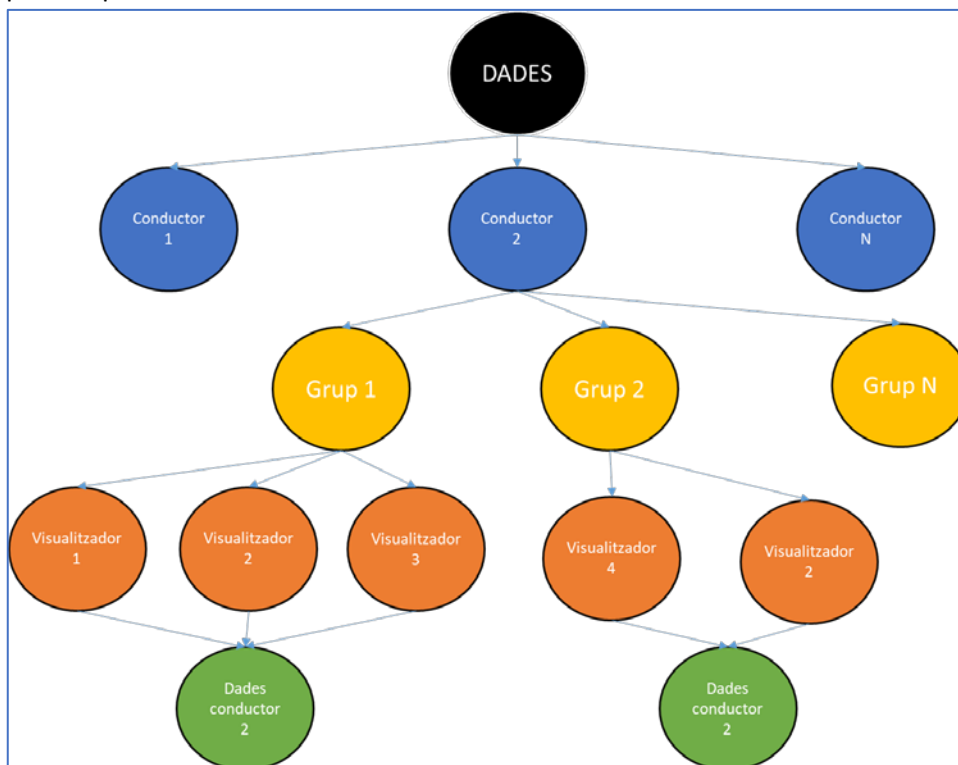 DADES
Conductor
1
Conductor
2
Conductor
N
Grup 1
Grup 2
Grup N
Visualitzador
1
Visualitzador
2
Visualitzador
3
Visualitzador
4
Visualitzador
2
Dades
conductor
2
Dades
conductor
2